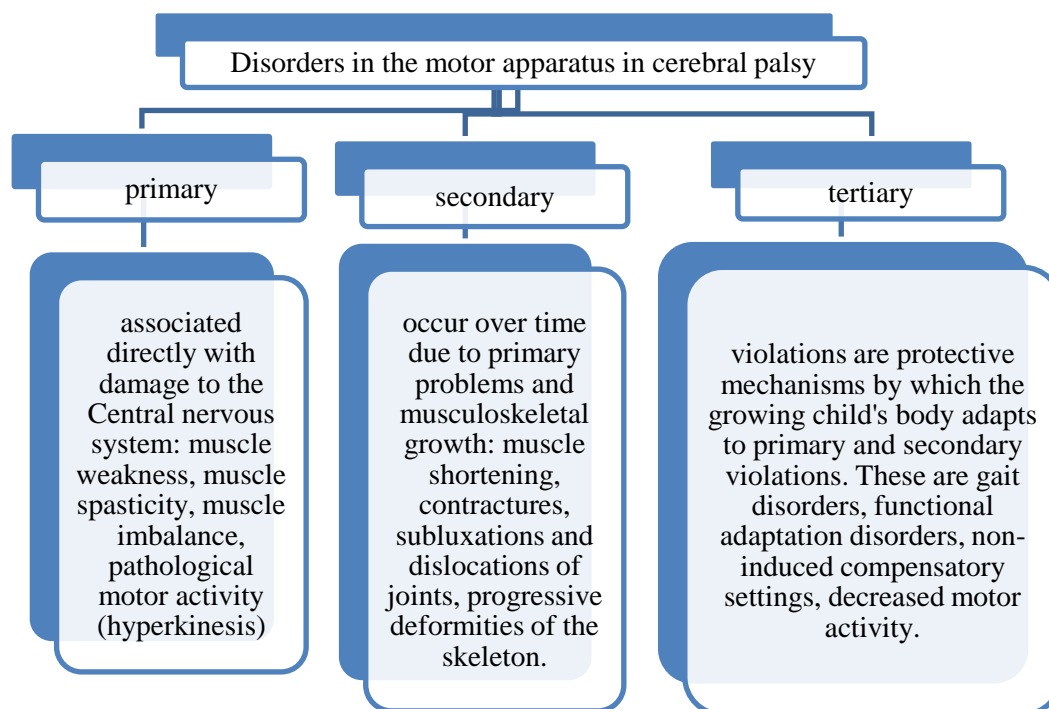 Disorders in the motor apparatus in cerebral palsy
primary
associated
directly with
damage to the
Central nervous
system: muscle
weakness, muscle
spasticity, muscle
imbalance,
pathological
motor activity
(hyperkinesis)
secondary
occur over time
due to primary
problems and
musculoskeletal
growth: muscle
shortening,
contractures,
subluxations and
dislocations of
joints, progressive
deformities of the
skeleton.
tertiary
violations are protective
mechanisms by which the
growing child's body adapts
to primary and secondary
violations. These are gait
disorders, functional
adaptation disorders, non-
induced compensatory
settings, decreased motor
activity.